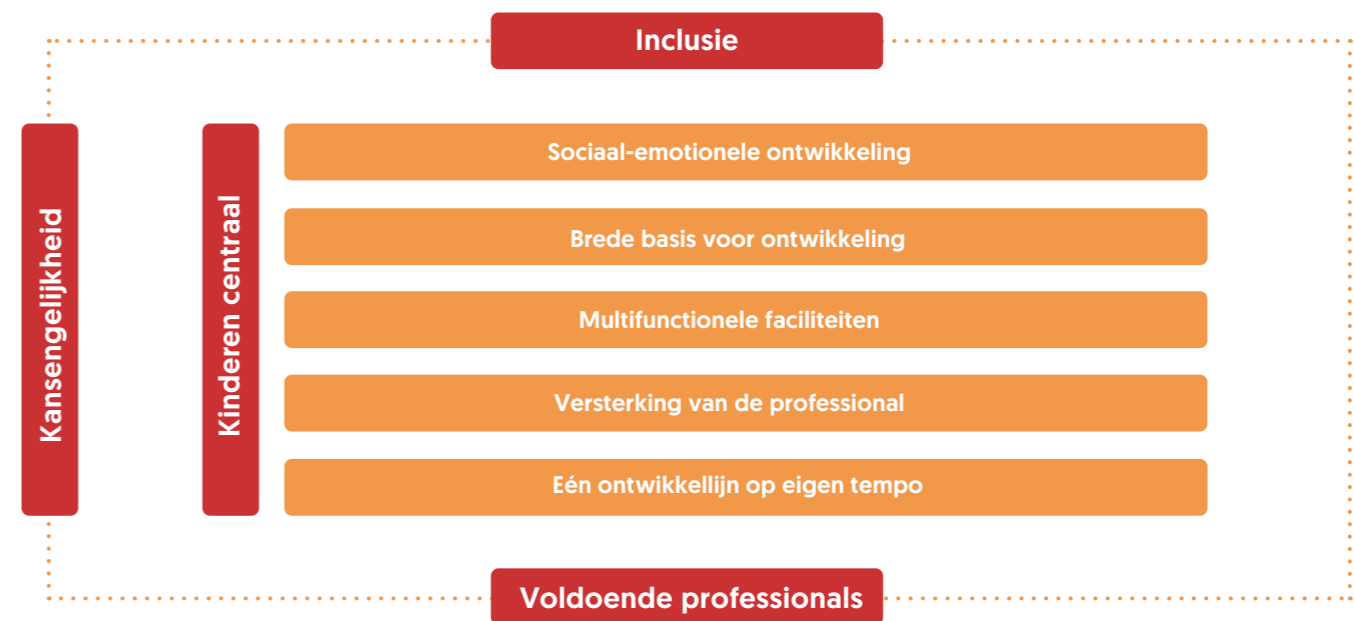 Inclusie
Kansengelijkheid
Kinderen centraal
Sociaal-emotionele ontwikkeling
Brede basis voor ontwikkeling
Multifunctionele faciliteiten
Versterking van de professional
Eén ontwikkellijn op eigen tempo
Voldoende professionals